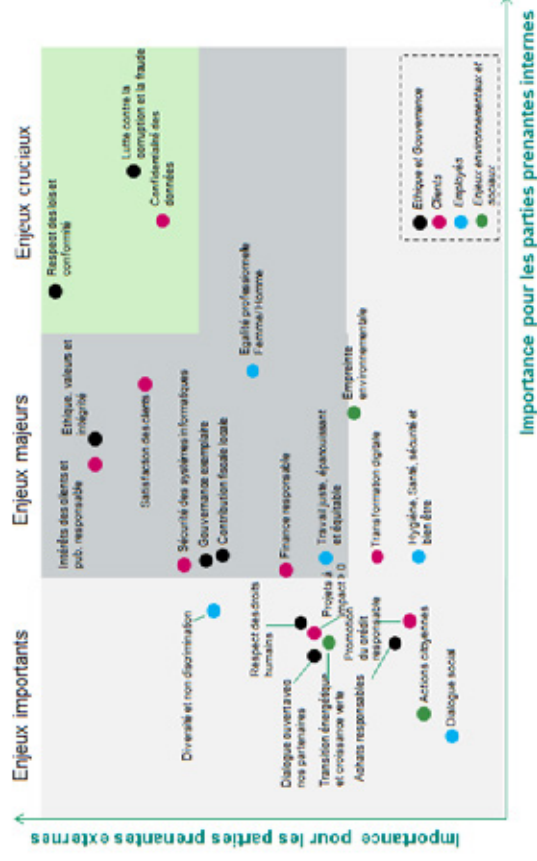 Enjeux importants
Enjeux majeurs
Enjeux cruciaux
Respect des lois et
conformité
Lutte contre la
corruption et la fraude
Confidentialité des
données
Intérêts des clients et
pub. responsable
Ethique, valeurs et
intégrité
Satisfaction des clients
Sécurité des systèmes informatiques
Gouvernance exemplaire
Contribution fiscale locale
Egalité professionnelle
Femme/Homme
Diversité et non discrimination
Finance responsable
Respect des droits
humains
Travail juste, épanouissant
et équitable
Empreinte
environnementale
Dialogue ouvert avec
nos partenaires
Projets à
impact > 0
Transition énergétique
et croissance verte
Promotion
du crédit
responsable
Achats responsables
Transformation digitale
Hygiène, Santé, sécurité et
bien être
Actions citoyennes
Dialogue social
Ethique et Gouvernence
Clients
Employés
Enjeux environnementaux et
sociaux
Importance pour les parties prenantes externes
Importance pour les parties prenantes internes